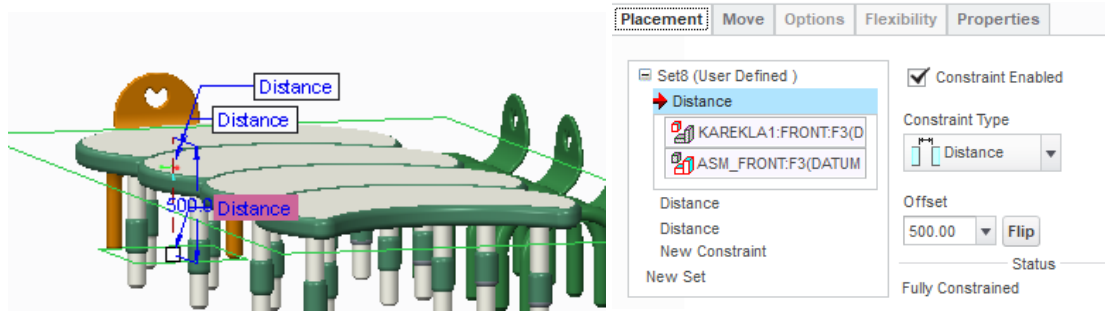 Distance
Distance
500.0 Distance
Placement Move Options Flexibility Properties
Set8 (User Defined )
Distance
KAREKLA1:FRONT:F3(D
ASM_FRONT:F3(DATUM
Distance
Distance
New Constraint
New Set
Constraint Enabled
Constraint Type
Distance
Offset
500.00 Flip
Status
Fully Constrained